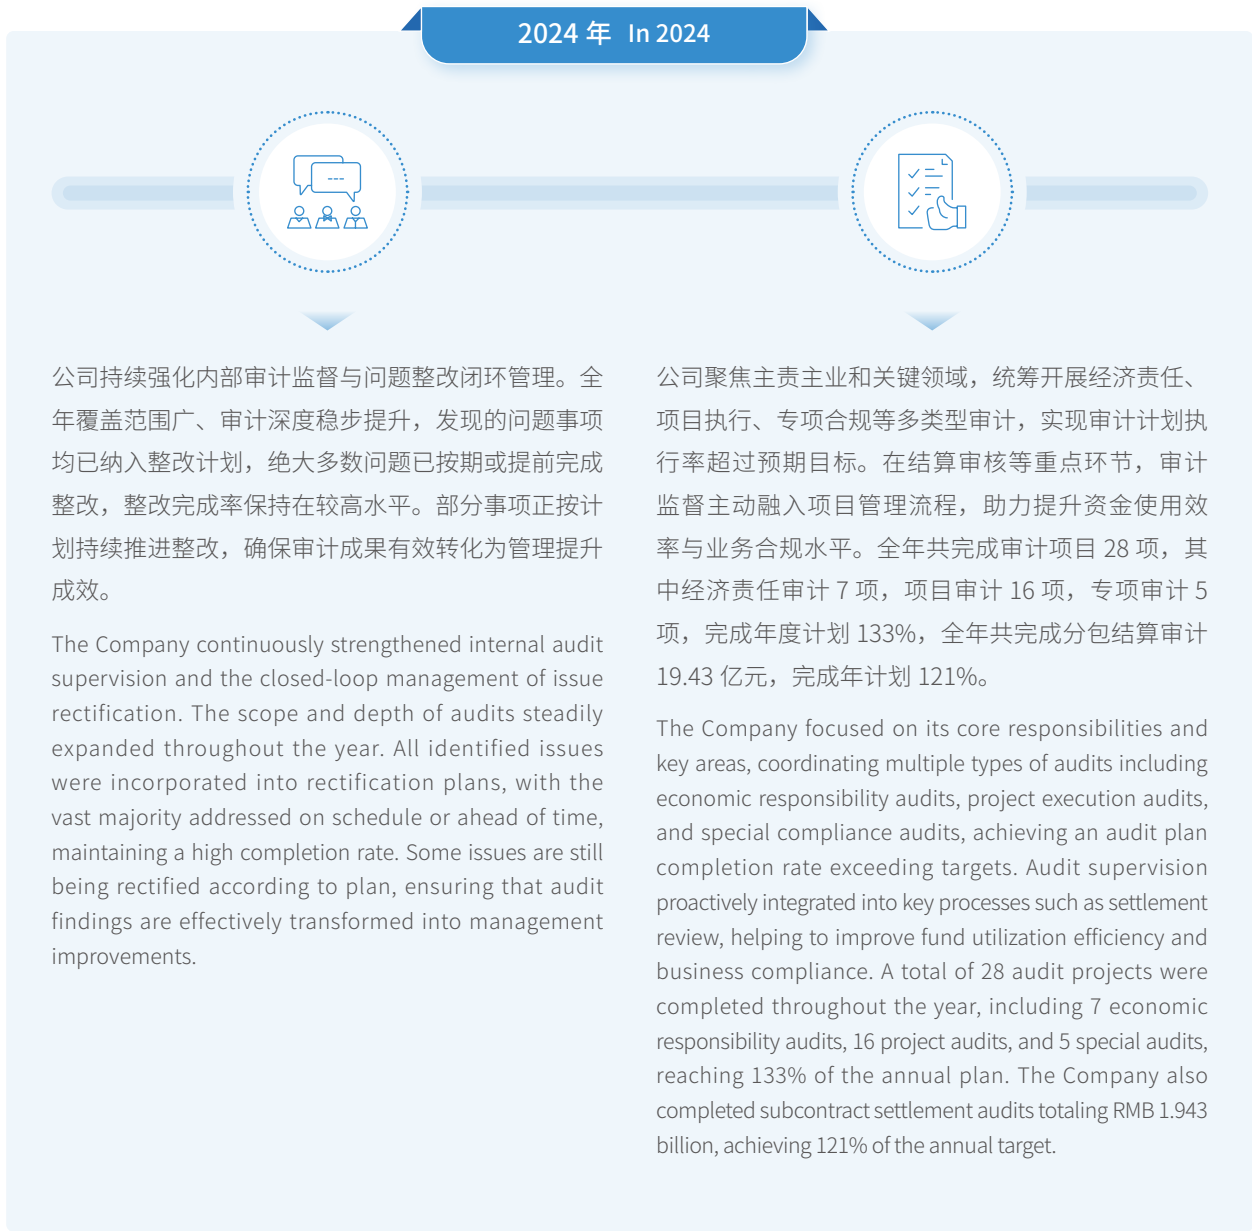 2024 年 In 2024
公司持续强化内部审计监督与问题整改闭环管理。全
年覆盖范围广、审计深度稳步提升，发现的问题事项
均已纳入整改计划，绝大多数问题已按期或提前完成
整改，整改完成率保持在较高水平。部分事项正按计
划持续推进整改，确保审计成果有效转化为管理提升
成效。
The Company continuously strengthened internal audit
supervision and the closed-loop management of issue
rectification. The scope and depth of audits steadily
expanded throughout the year. All identified issues
were incorporated into rectification plans, with the
vast majority addressed on schedule or ahead of time,
maintaining a high completion rate. Some issues are still
being rectified according to plan, ensuring that audit
findings are effectively transformed into management
improvements.
公司聚焦主责主业和关键领域，统筹开展经济责任、
项目执行、专项合规等多类型审计，实现审计计划执
行率超过预期目标。在结算审核等重点环节，审计
监督主动融入项目管理流程，助力提升资金使用效
率与业务合规水平。全年共完成审计项目 28 项，其
中经济责任审计 7 项，项目审计 16 项，专项审计 5
项，完成年度计划 133%，全年共完成分包结算审计
19.43 亿元，完成年计划 121%。
The Company focused on its core responsibilities and
key areas, coordinating multiple types of audits including
economic responsibility audits, project execution audits,
and special compliance audits, achieving an audit plan
completion rate exceeding targets. Audit supervision
proactively integrated into key processes such as settlement
review, helping to improve fund utilization efficiency and
business compliance. A total of 28 audit projects were
completed throughout the year, including 7 economic
responsibility audits, 16 project audits, and 5 special audits,
reaching 133% of the annual plan. The Company also
completed subcontract settlement audits totaling RMB 1.943
billion, achieving 121% of the annual target.